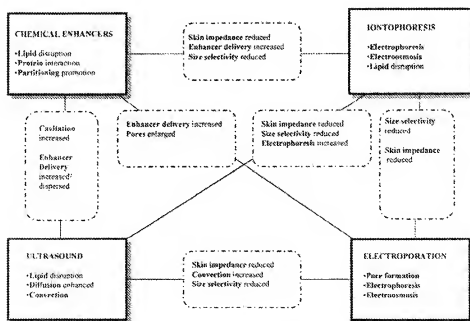 CHEMICAL ENHANCERS
•Lipid disruption
•Protein interaction
•Partitioning promotion
Skin impedance reduced
Enhancer delivery increased
Size selectivity reduced
IONTOPHORESIS
•Electrophoresis
•Electroosmosis
•Lipid disruption
Cavitation
increased
Enhancer
Delivery
increased/
dispersed
Enhancer delivery increased
Pores enlarged
Skin impedance reduced
Size selectivity reduced
Electrophoresis increased
Size selectivity
reduced
Skin impedance
reduced
ULTRASOUND
•Lipid disruption
•Diffusion enhanced
•Convection
Skin impedance reduced
Convection increased
Size selectivity reduced
ELECTROPORATION
•Pore formation
•Electrophoresis
•Electroosmosis